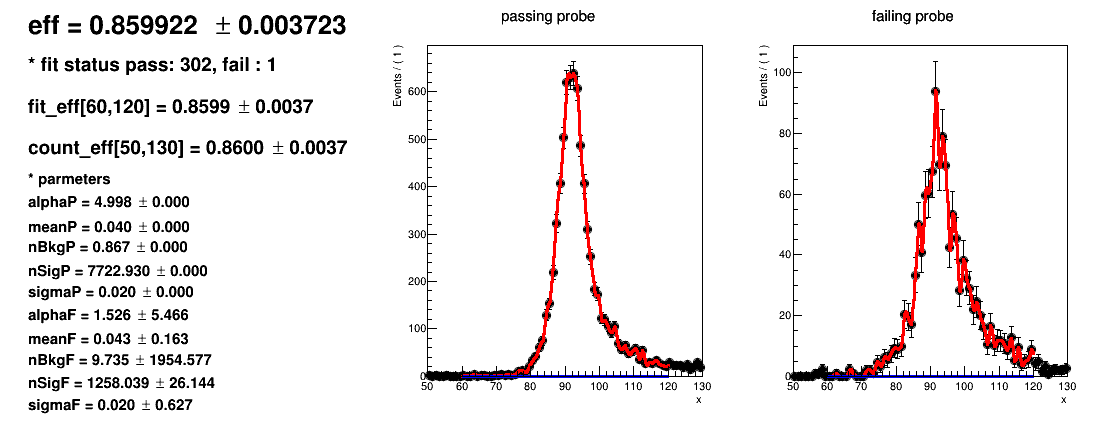 eff = 0.859922 ± 0.003723
* fit status pass: 302, fail : 1
fit_eff[60,120] = 0.8599 ± 0.0037
count_eff[50,130] = 0.8600 ± 0.0037
* parmeters
alphaP = 4.998 ± 0.000
meanP = 0.040 ± 0.000
nBkgP = 0.867 ± 0.000
nSigP = 7722.930 ± 0.000
sigmaP = 0.020 ± 0.000
alphaF = 1.526 ± 5.466
meanF = 0.043 ± 0.163
nBkgF = 9.735 ± 1954.577
nSigF = 1258.039 ± 26.144
sigmaF = 0.020 ± 0.627
passing probe
Events / ( 1 )
600
500
400
300
200
100
0
50 60 70 80 90 100 110 120 130
x
failing probe
Events / ( 1 )
100
80
60
40
20
0
50 60 70 80 90 100 110 120 130
x